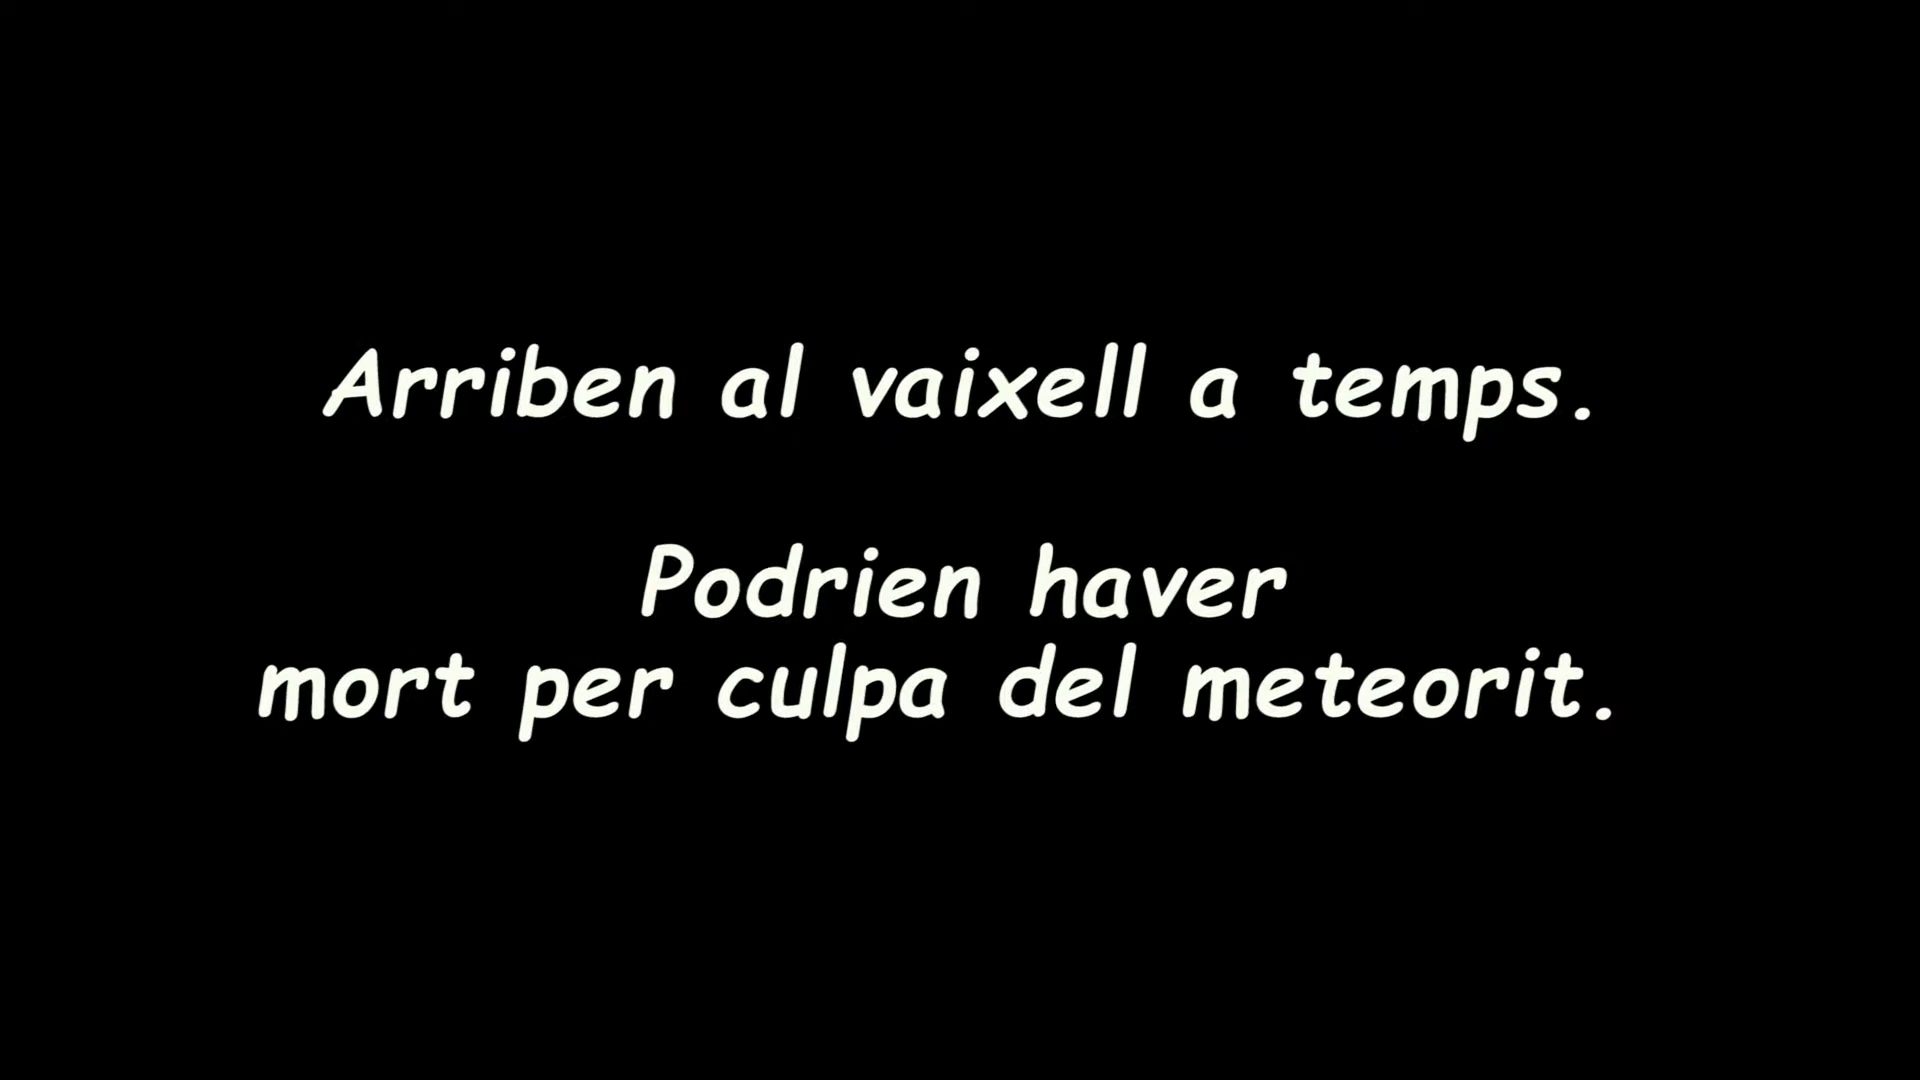 Arriben al vaixell a temps.
Podrien haver
mort per culpa del meteorit.